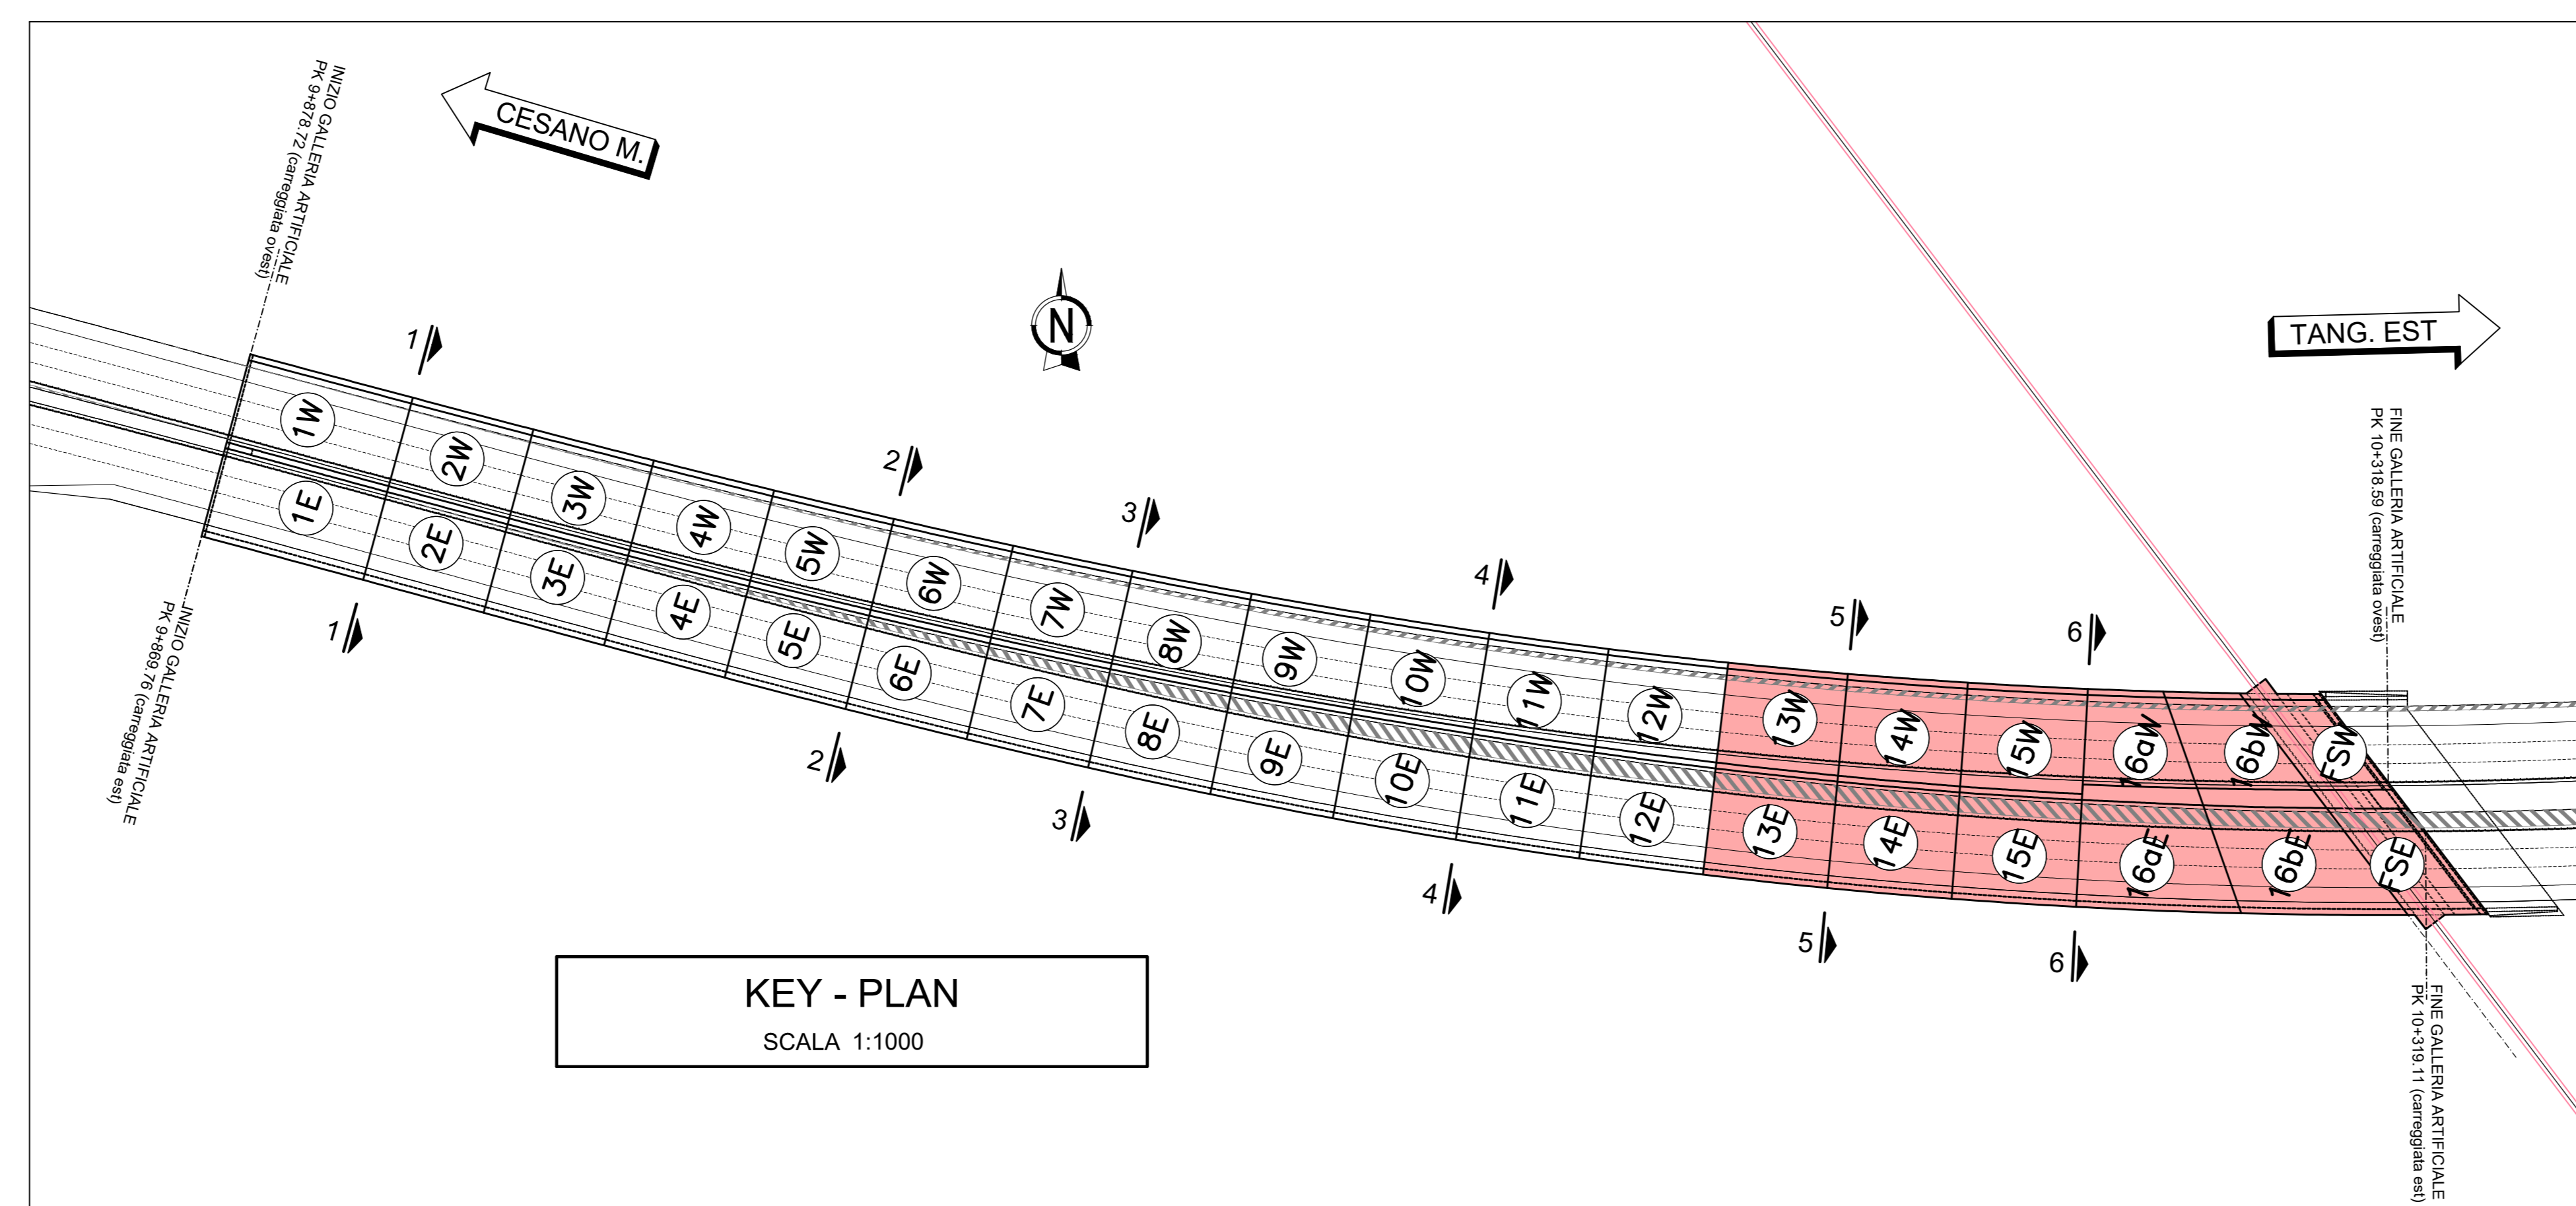 INIZIO GALLERIA ARTIFICIALE
PK 9+878.72 (carreggiata ovest)
CESANO M.
N
TANG. EST
FINE GALLERIA ARTIFICIALE
PK 10+318.59 (carreggiata ovest)
1
2
3
4
5
6
1W
2W
3W
4W
5W
6W
7W
8W
9W
10W
11W
12W
13W
14W
15W
16aW
16bW
FSW
1E
2E
3E
4E
5E
6E
7E
8E
9E
10E
11E
12E
13E
14E
15E
16aE
16bE
FSE
1
2
3
4
5
6
INIZIO GALLERIA ARTIFICIALE
PK 9+869.76 (carreggiata est)
KEY - PLAN
SCALA 1:1000
FINE GALLERIA ARTIFICIALE
PK 10+319.11 (carreggiata est)